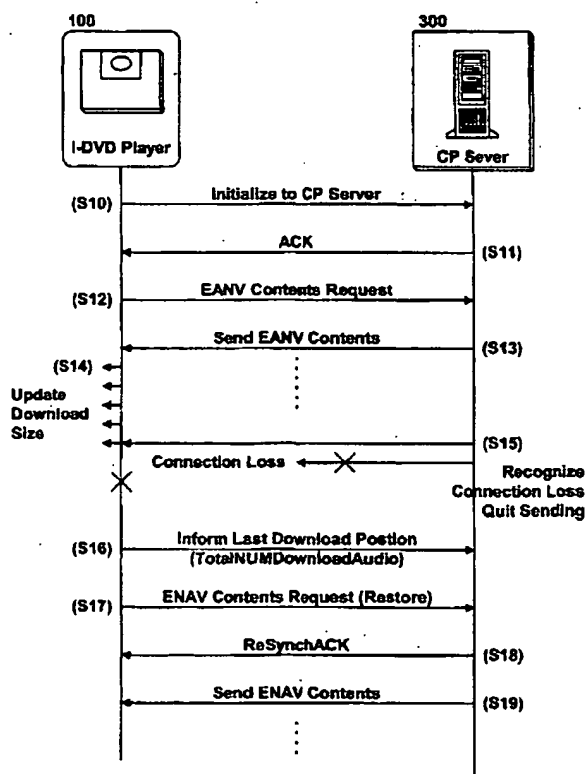 100
300
I-DVD Player
CP Sever
(S10)
Initialize to CP Server
ACK
(S11)
(S12)
EANV Contents Request
Send EANV Contents
(S13)
(S14)
Update
Download
Size
(S15)
Connection Loss
Recognize
Connection Loss
Quit Sending
(S16)
Inform Last Download Postion
(TotalNUMDownloadAudio)
(S17)
ENAV Contents Request (Restore)
ReSynchACK
(S18)
Send ENAV Contents
(S19)